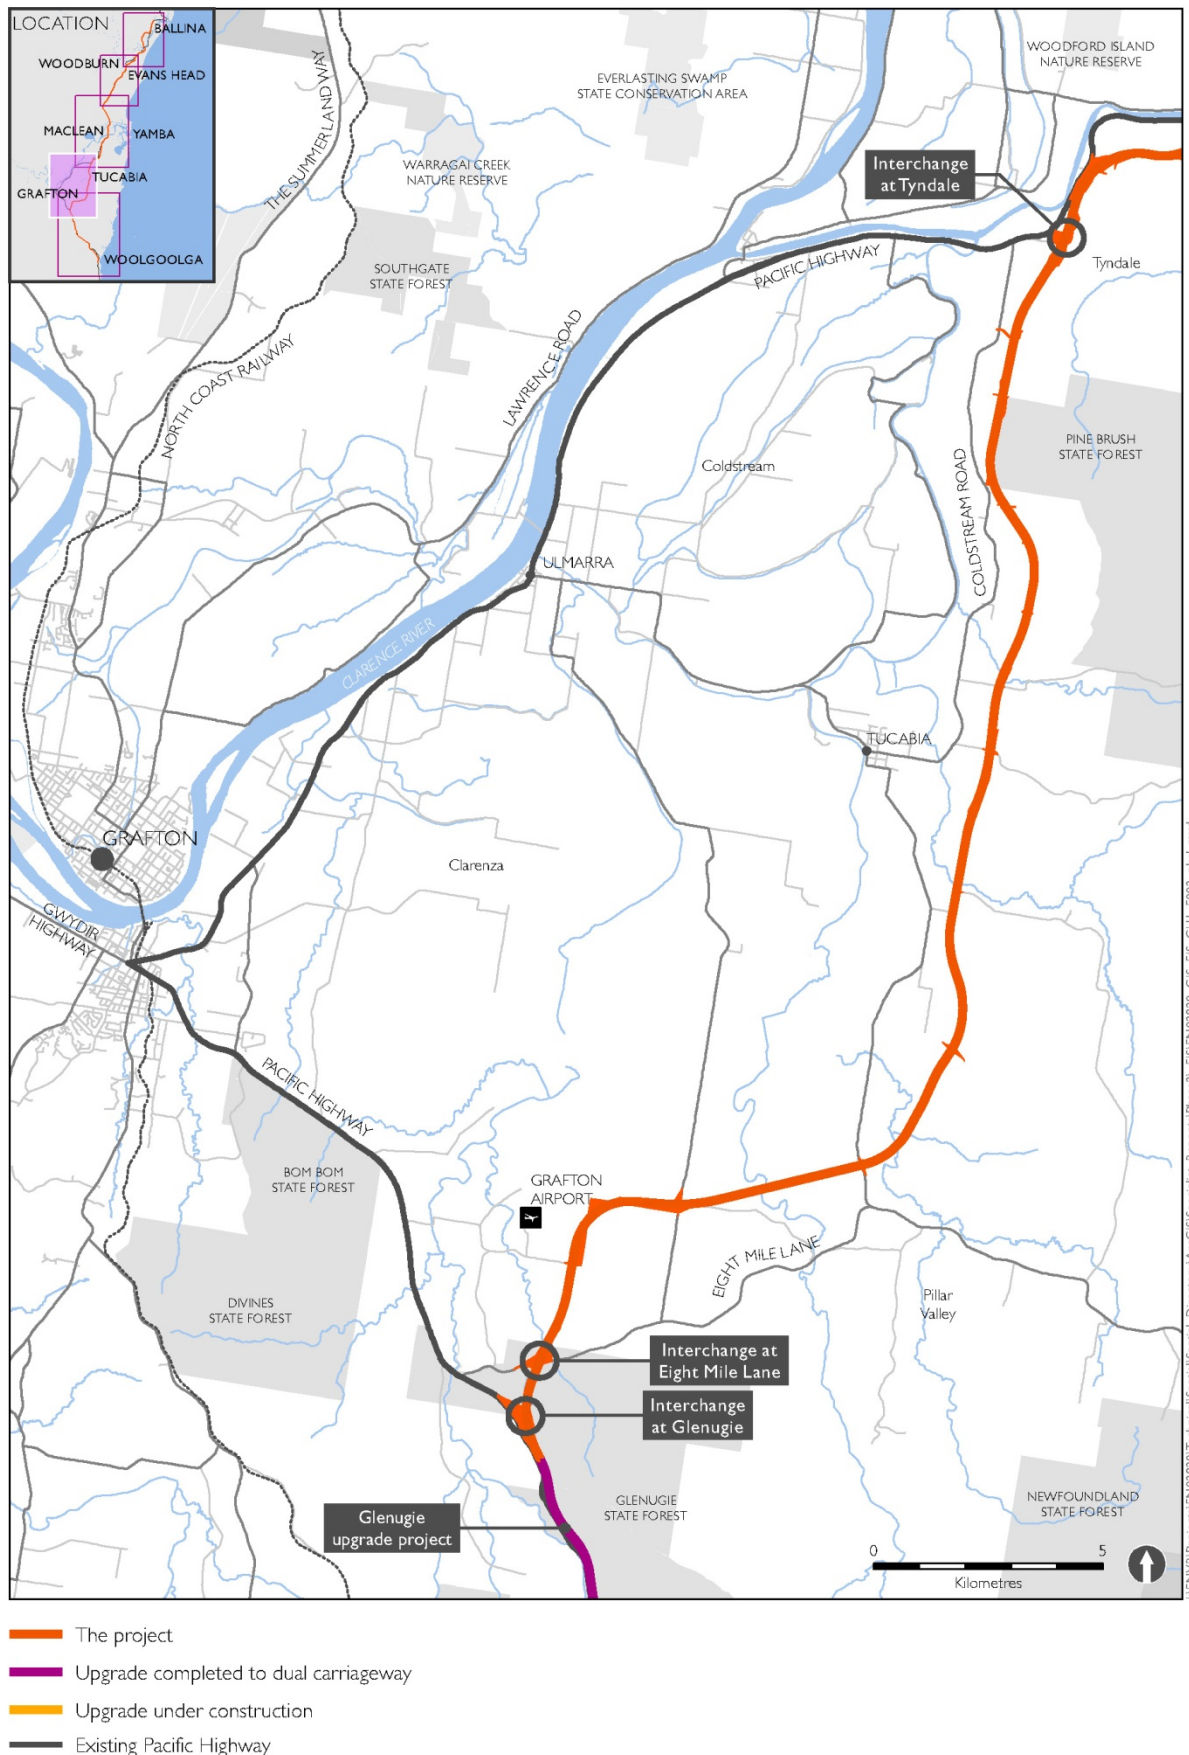 LOCATION
BALLINA
WOODBURN
EVANS HEAD
MACLEAN
YAMBA
TUCABIA
GRAFTON
WOOLGOOLGA
THE SUMMERLAND WAY
EVERLASTING SWAMP
STATE CONSERVATION AREA
WOODFORD ISLAND
NATURE RESERVE
WARRAGAI CREEK
NATURE RESERVE
Interchange
at Tyndale
SOUTHGATE
STATE FOREST
PACIFIC HIGHWAY
Tyndale
NORTH COAST RAILWAY
LAWRENCE ROAD
PINE BRUSH
STATE FOREST
Coldstream
COLDSTREAM ROAD
ULMARRA
CLARENCE RIVER
TUCABIA
GRAFTON
Clarenza
GWYDIR
HIGHWAY
PACIFIC HIGHWAY
BOM BOM
STATE FOREST
GRAFTON
AIRPORT
EIGHT MILE LANE
Pillar
Valley
DIVINES
STATE FOREST
Interchange at
Eight Mile Lane
Interchange
at Glenugie
GLENUGIE
STATE FOREST
NEWFOUNDLAND
STATE FOREST
Glenugie
upgrade project
0 5
Kilometres
The project
Upgrade completed to dual carriageway
Upgrade under construction
Existing Pacific Highway